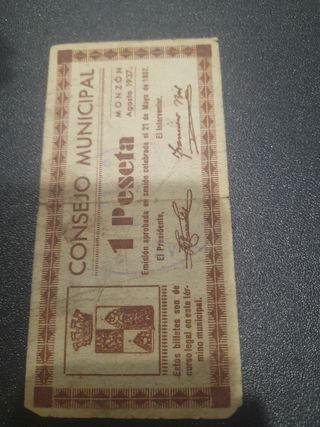 CONSEJO MUNICIPAL
MONZÓN
Agosto 1937.
1 Peseta
Emisión aprobada en sesión celebrada el 21 de Mayo de 1937.
El Presidente,
El Interventor,
Estos billetes son de
curso legal en este tér-
mino municipal.